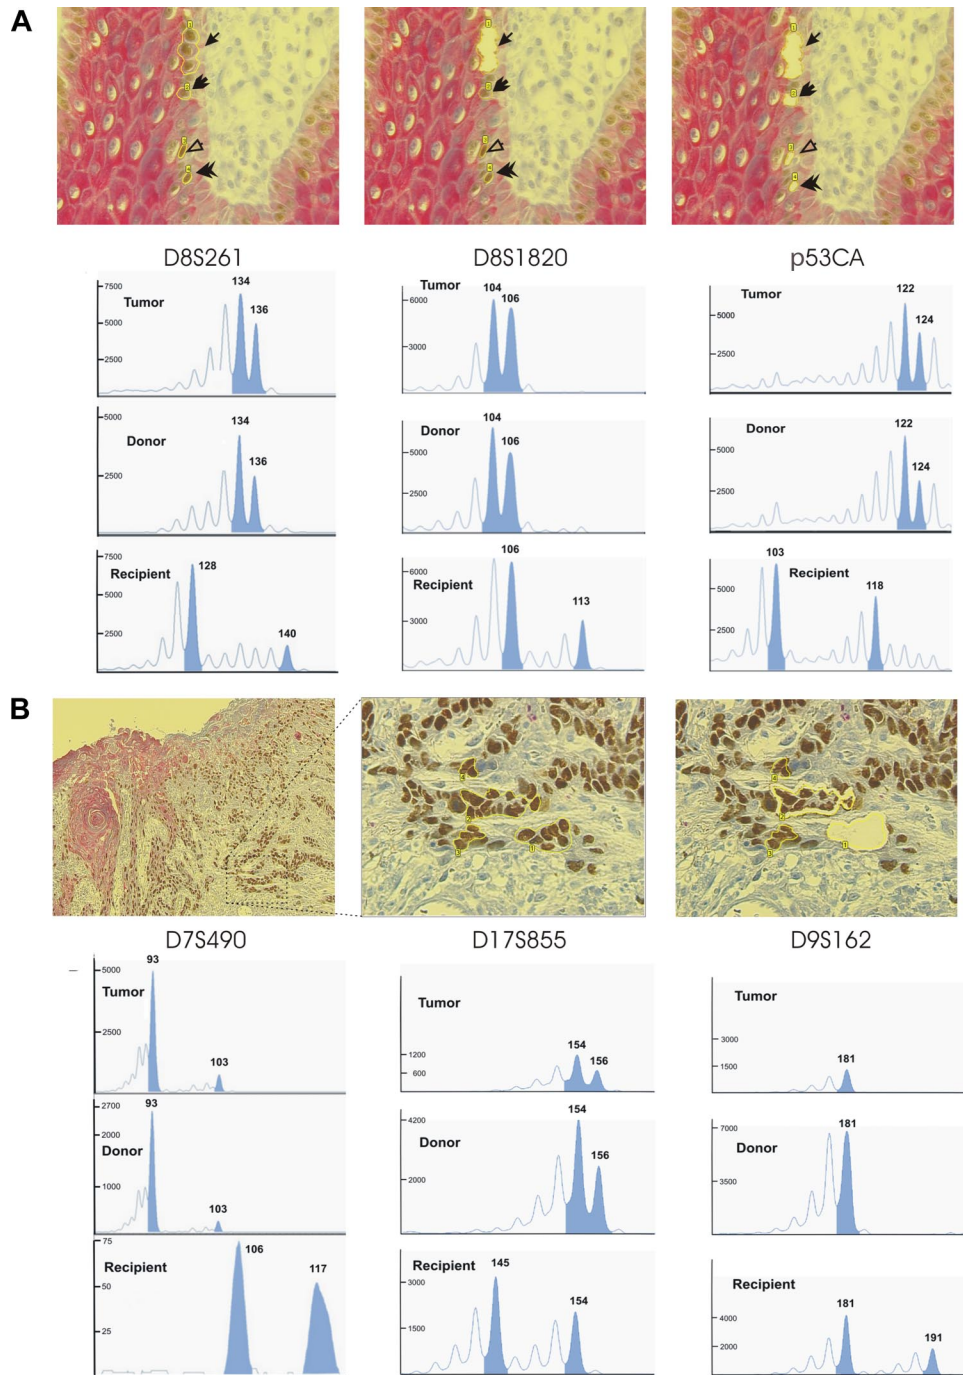 A
D8S261
D8S1820
p53CA
7500
5000
2500
Tumor
134
136
6000
3000
Tumor
104
106
5000
2500
Tumor
122
124
5000
2500
Donor
134
136
5000
2500
Donor
104
106
5000
2500
Donor
122
124
7500
5000
2500
Recipient
128
140
6000
3000
Recipient
106
113
5000
2500
Recipient
103
118
B
D7S490
D17S855
D9S162
5000
2500
Tumor
93
103
1200
600
Tumor
154
156
3000
1500
Tumor
181
2700
2000
1000
Donor
93
103
4200
2000
Donor
154
156
7000
3500
Donor
181
75
50
25
Recipient
106
117
3000
1500
Recipient
145
154
4000
2000
Recipient
181
191